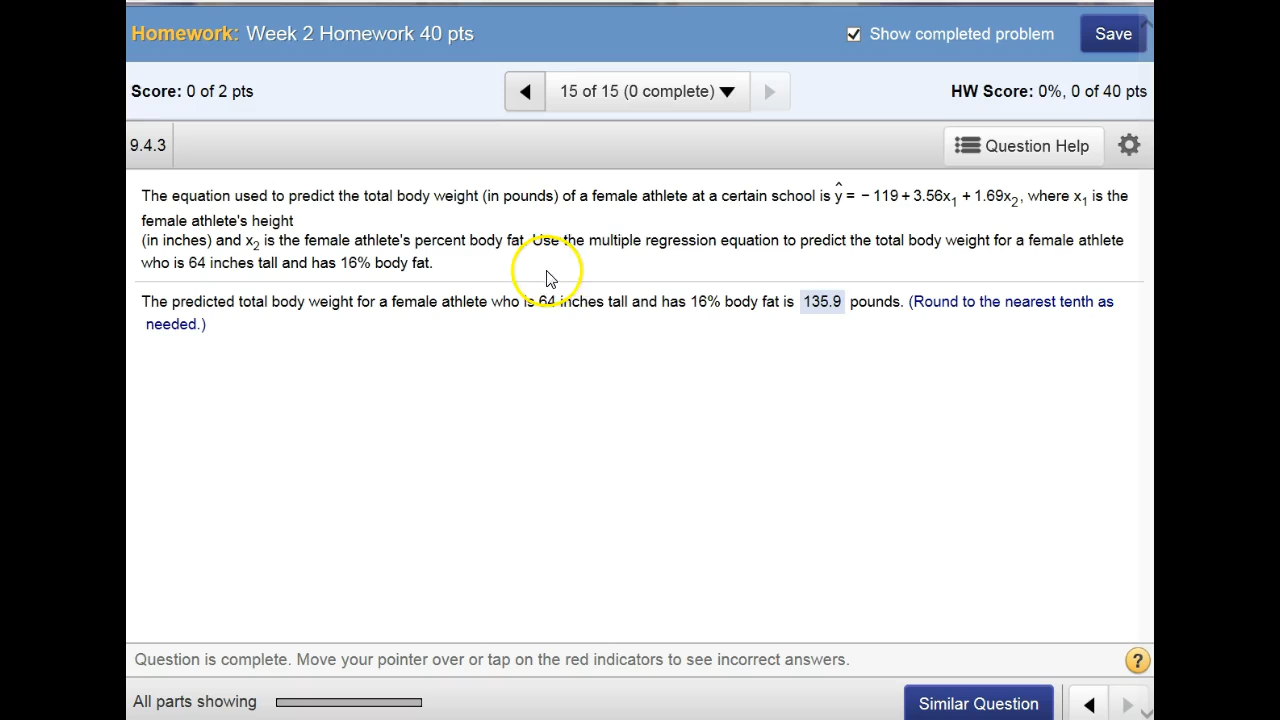 Homework: Week 2 Homework 40 pts
Show completed problem
Save
Score: 0 of 2 pts
15 of 15 (0 complete)
HW Score: 0%, 0 of 40 pts
9.4.3
Question Help
The equation used to predict the total body weight (in pounds) of a female athlete at a certain school is ŷ = − 119 + 3.56x₁ + 1.69x₂, where x₁ is the
female athlete's height
(in inches) and x₂ is the female athlete's percent body fat. Use the multiple regression equation to predict the total body weight for a female athlete
who is 64 inches tall and has 16% body fat.
The predicted total body weight for a female athlete who is 64 inches tall and has 16% body fat is 135.9 pounds. (Round to the nearest tenth as
needed.)
Question is complete. Move your pointer over or tap on the red indicators to see incorrect answers.
?
All parts showing
Similar Question